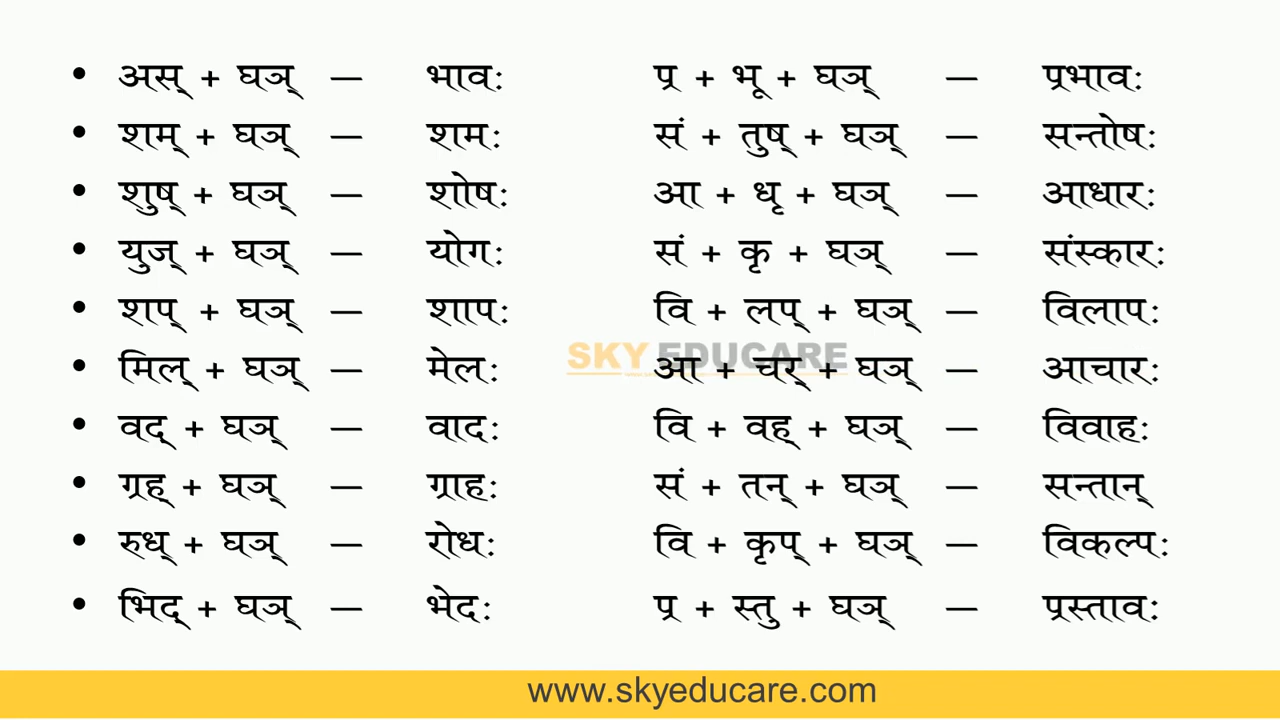 • अस् + घञ् — भावः प्र + भू + घञ् — प्रभावः
• शम् + घञ् — शमः सं + तुष् + घञ् — सन्तोषः
• शुष् + घञ् — शोषः आ + धृ + घञ् — आधारः
• युज् + घञ् — योगः सं + कृ + घञ् — संस्कारः
• शप् + घञ् — शापः वि + लप् + घञ् — विलापः
SKY EDUCARE
• मिल् + घञ् — मेलः आ + चर् + घञ् — आचारः
• वद् + घञ् — वादः वि + वह् + घञ् — विवाहः
• ग्रह् + घञ् — ग्राहः सं + तन् + घञ् — सन्तान्
• रुध् + घञ् — रोधः वि + कृप् + घञ् — विकल्पः
• भिद् + घञ् — भेदः प्र + स्तु + घञ् — प्रस्तावः
www.skyeducare.com